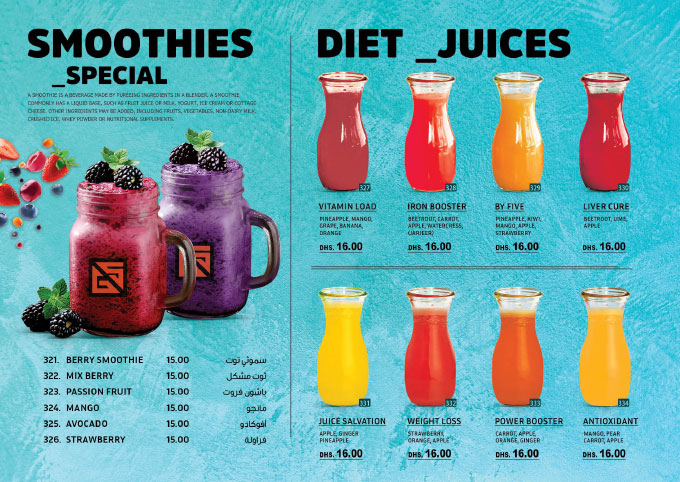 SMOOTHIES
_SPECIAL
A SMOOTHIE IS A BEVERAGE MADE BY PUREEING INGREDIENTS IN A BLENDER. A SMOOTHIE
COMMONLY HAS A LIQUID BASE, SUCH AS FRUIT JUICE OR MILK, YOGURT, ICE CREAM OR COTTAGE
CHEESE. OTHER INGREDIENTS MAY BE ADDED, INCLUDING FRUITS, VEGETABLES, NON-DAIRY MILK,
CRUSHED ICE, WHEY POWDER OR NUTRITIONAL SUPPLEMENTS.
321. BERRY SMOOTHIE 15.00 سموثي توت
322. MIX BERRY 15.00 توت مشكل
323. PASSION FRUIT 15.00 باشون فروت
324. MANGO 15.00 مانجو
325. AVOCADO 15.00 أفوكادو
326. STRAWBERRY 15.00 فراولة
DIET _JUICES
327
VITAMIN LOAD
PINEAPPLE, MANGO,
GRAPE, BANANA,
ORANGE
DHS. 16.00
328
IRON BOOSTER
BEETROOT, CARROT,
APPLE, WATERCRESS,
(JARJEER)
DHS. 16.00
329
BY FIVE
PINEAPPLE, KIWI,
MANGO, APPLE,
STRAWBERRY
DHS. 16.00
330
LIVER CURE
BEETROOT, LIME,
APPLE
DHS. 16.00
331
JUICE SALVATION
APPLE, GINGER
PINEAPPLE
DHS. 16.00
332
WEIGHT LOSS
STRAWBERRY,
ORANGE, APPLE
DHS. 16.00
333
POWER BOOSTER
CARROT, APPLE,
ORANGE, GINGER
DHS. 16.00
334
ANTIOXIDANT
MANGO, PEAR
CARROT, APPLE
DHS. 16.00